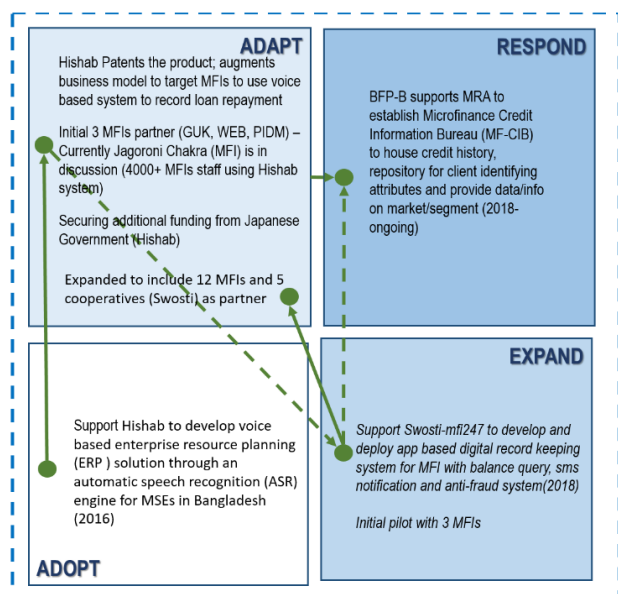 ADAPT
Hishab Patents the product; augments
business model to target MFIs to use voice
based system to record loan repayment
Initial 3 MFIs partner (GUK, WEB, PIDM) –
Currently Jagoroni Chakra (MFI) is in
discussion (4000+ MFIs staff using Hishab
system)
Securing additional funding from Japanese
Government (Hishab)
Expanded to include 12 MFIs and 5
cooperatives (Swosti) as partner
RESPOND
BFP-B supports MRA to
establish Microfinance Credit
Information Bureau (MF-CIB)
to house credit history,
repository for client identifying
attributes and provide data/info
on market/segment (2018-
ongoing)
Support Hishab to develop voice
based enterprise resource planning
(ERP ) solution through an
automatic speech recognition (ASR)
engine for MSEs in Bangladesh
(2016)
ADOPT
EXPAND
Support Swosti-mfi247 to develop and
deploy app based digital record keeping
system for MFI with balance query, sms
notification and anti-fraud system(2018)
Initial pilot with 3 MFIs